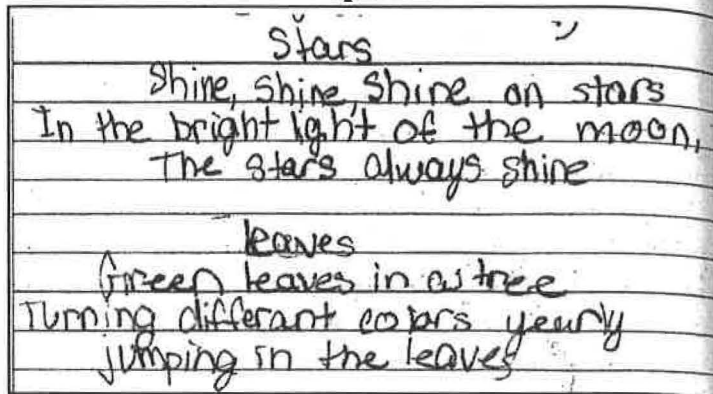 Stars
Shine, Shine, Shine on stars
In the bright light of the moon,
The stars always shine
leaves
Green leaves in a tree
Turning differant colors yearly
jumping in the leaves